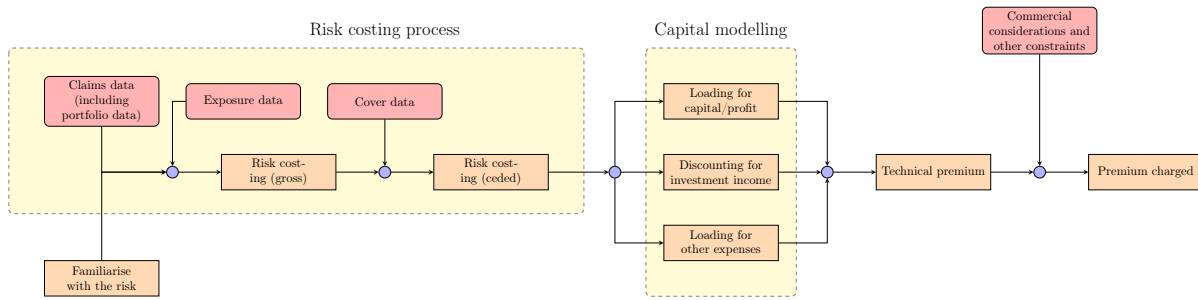 Risk costing process
Capital modelling
Commercial
considerations and
other constraints
Claims data
(including
portfolio data)
Exposure data
Cover data
Loading for
capital/profit
Risk cost-
ing (gross)
Risk cost-
ing (ceded)
Discounting for
investment income
Technical premium
Premium charged
Loading for
other expenses
Familiarise
with the risk